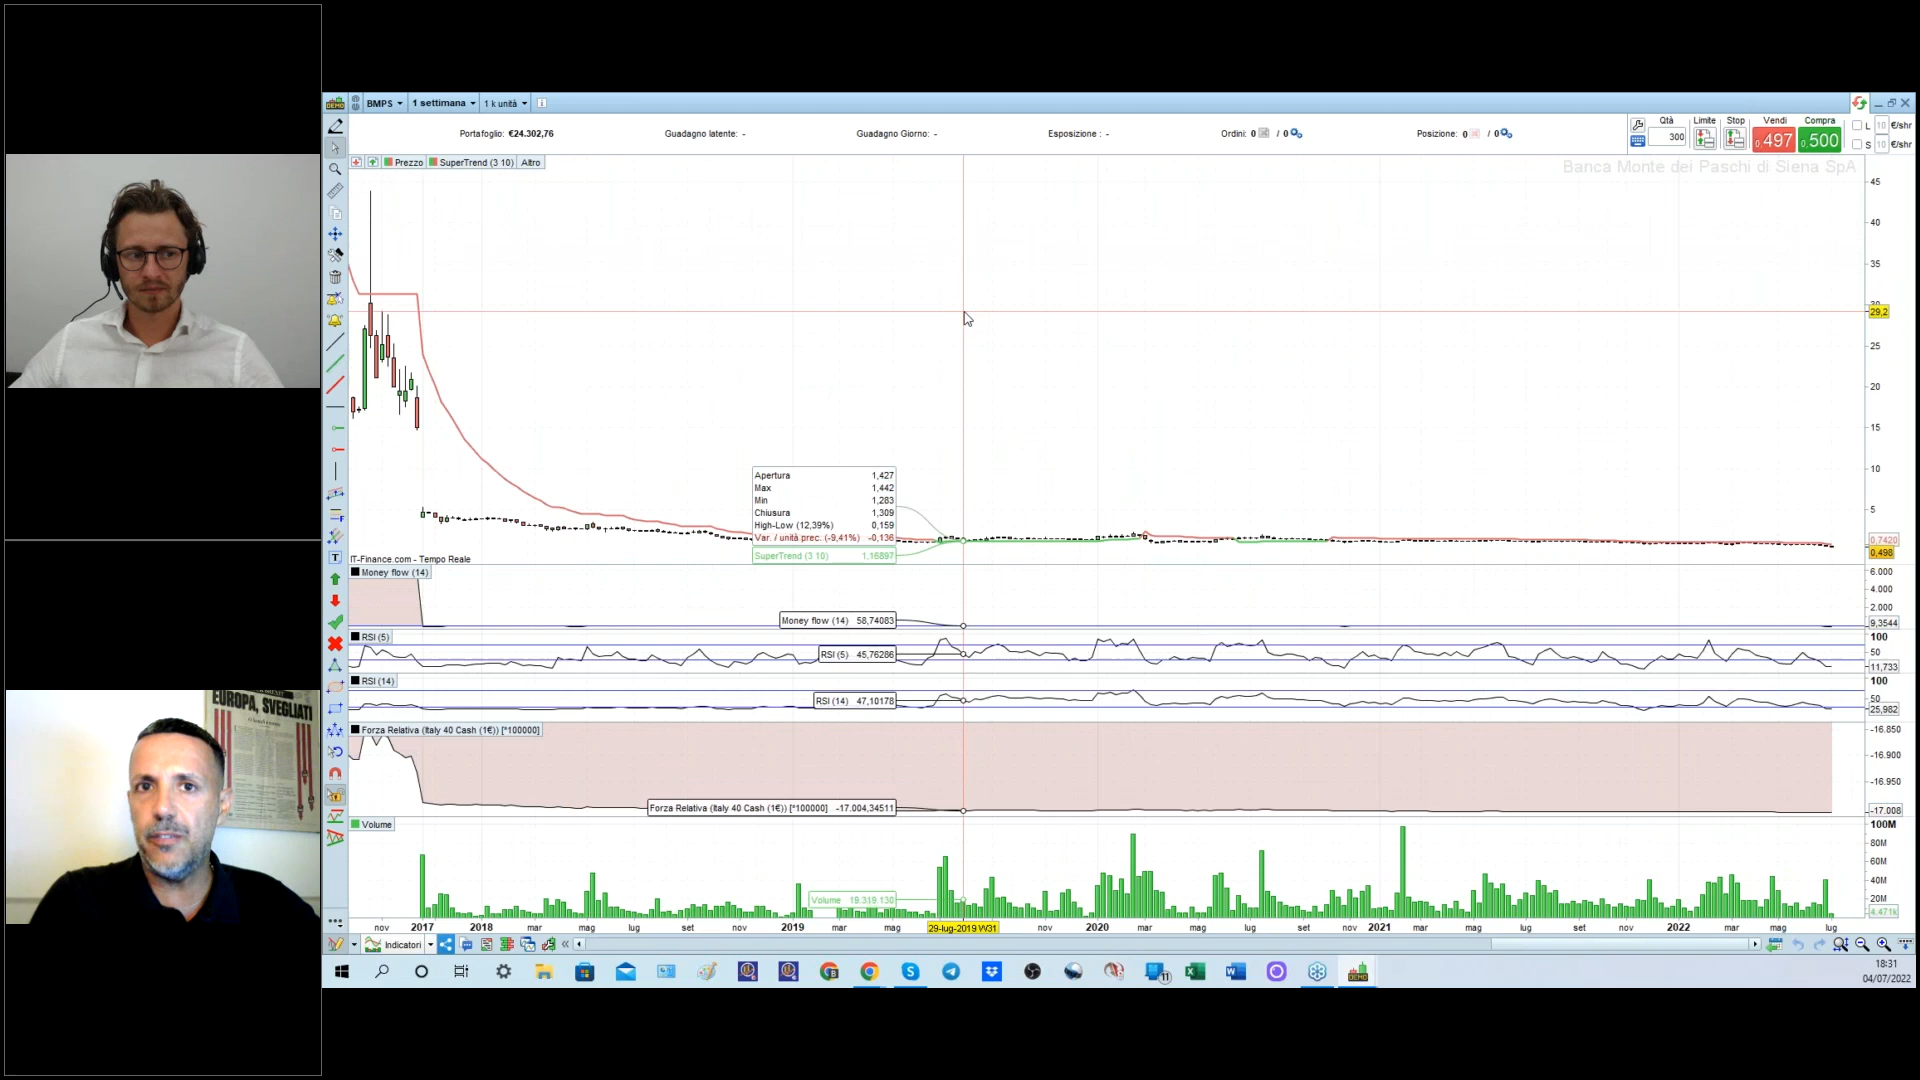 EUROPA, SVEGLIATI
BMPS 1 settimana 1 k unità
Portafoglio: €24.302,76 Guadagno latente: - Guadagno Giorno: - Esposizione : - Ordini: 0 / 0 Posizione: 0 / 0
Qtà Limite Stop Vendi Compra L 10 €/shr
300 0,497 0,500 S 10 €/shr
Prezzo SuperTrend (3 10) Altro
Banca Monte dei Paschi di Siena SpA
45
40
35
30
29,2
25
20
15
10
5
0,7420
0,498
Apertura 1,427
Max 1,442
Min 1,283
Chiusura 1,309
High-Low (12,39%) 0,159
Var. / unità prec. (-9,41%) -0,136
SuperTrend (3 10) 1,16897
IT-Finance.com - Tempo Reale
Money flow (14)
6.000
4.000
2.000
9,3544
Money flow (14) 58,74083
RSI (5)
100
50
11,733
RSI (5) 45,76286
RSI (14)
100
50
25,982
RSI (14) 47,10178
Forza Relativa (Italy 40 Cash (1€)) [*100000]
-16.850
-16.900
-16.950
-17.008
Forza Relativa (Italy 40 Cash (1€)) [*100000] -17.004,34511
Volume
100M
80M
60M
40M
20M
4.471k
Volume 19.319.130
nov 2017 2018 mar mag lug set nov 2019 mar mag 29-lug-2019 W31 nov 2020 mar mag lug set nov 2021 mar mag lug set nov 2022 mar mag lug
Indicatori
11
18:31
04/07/2022